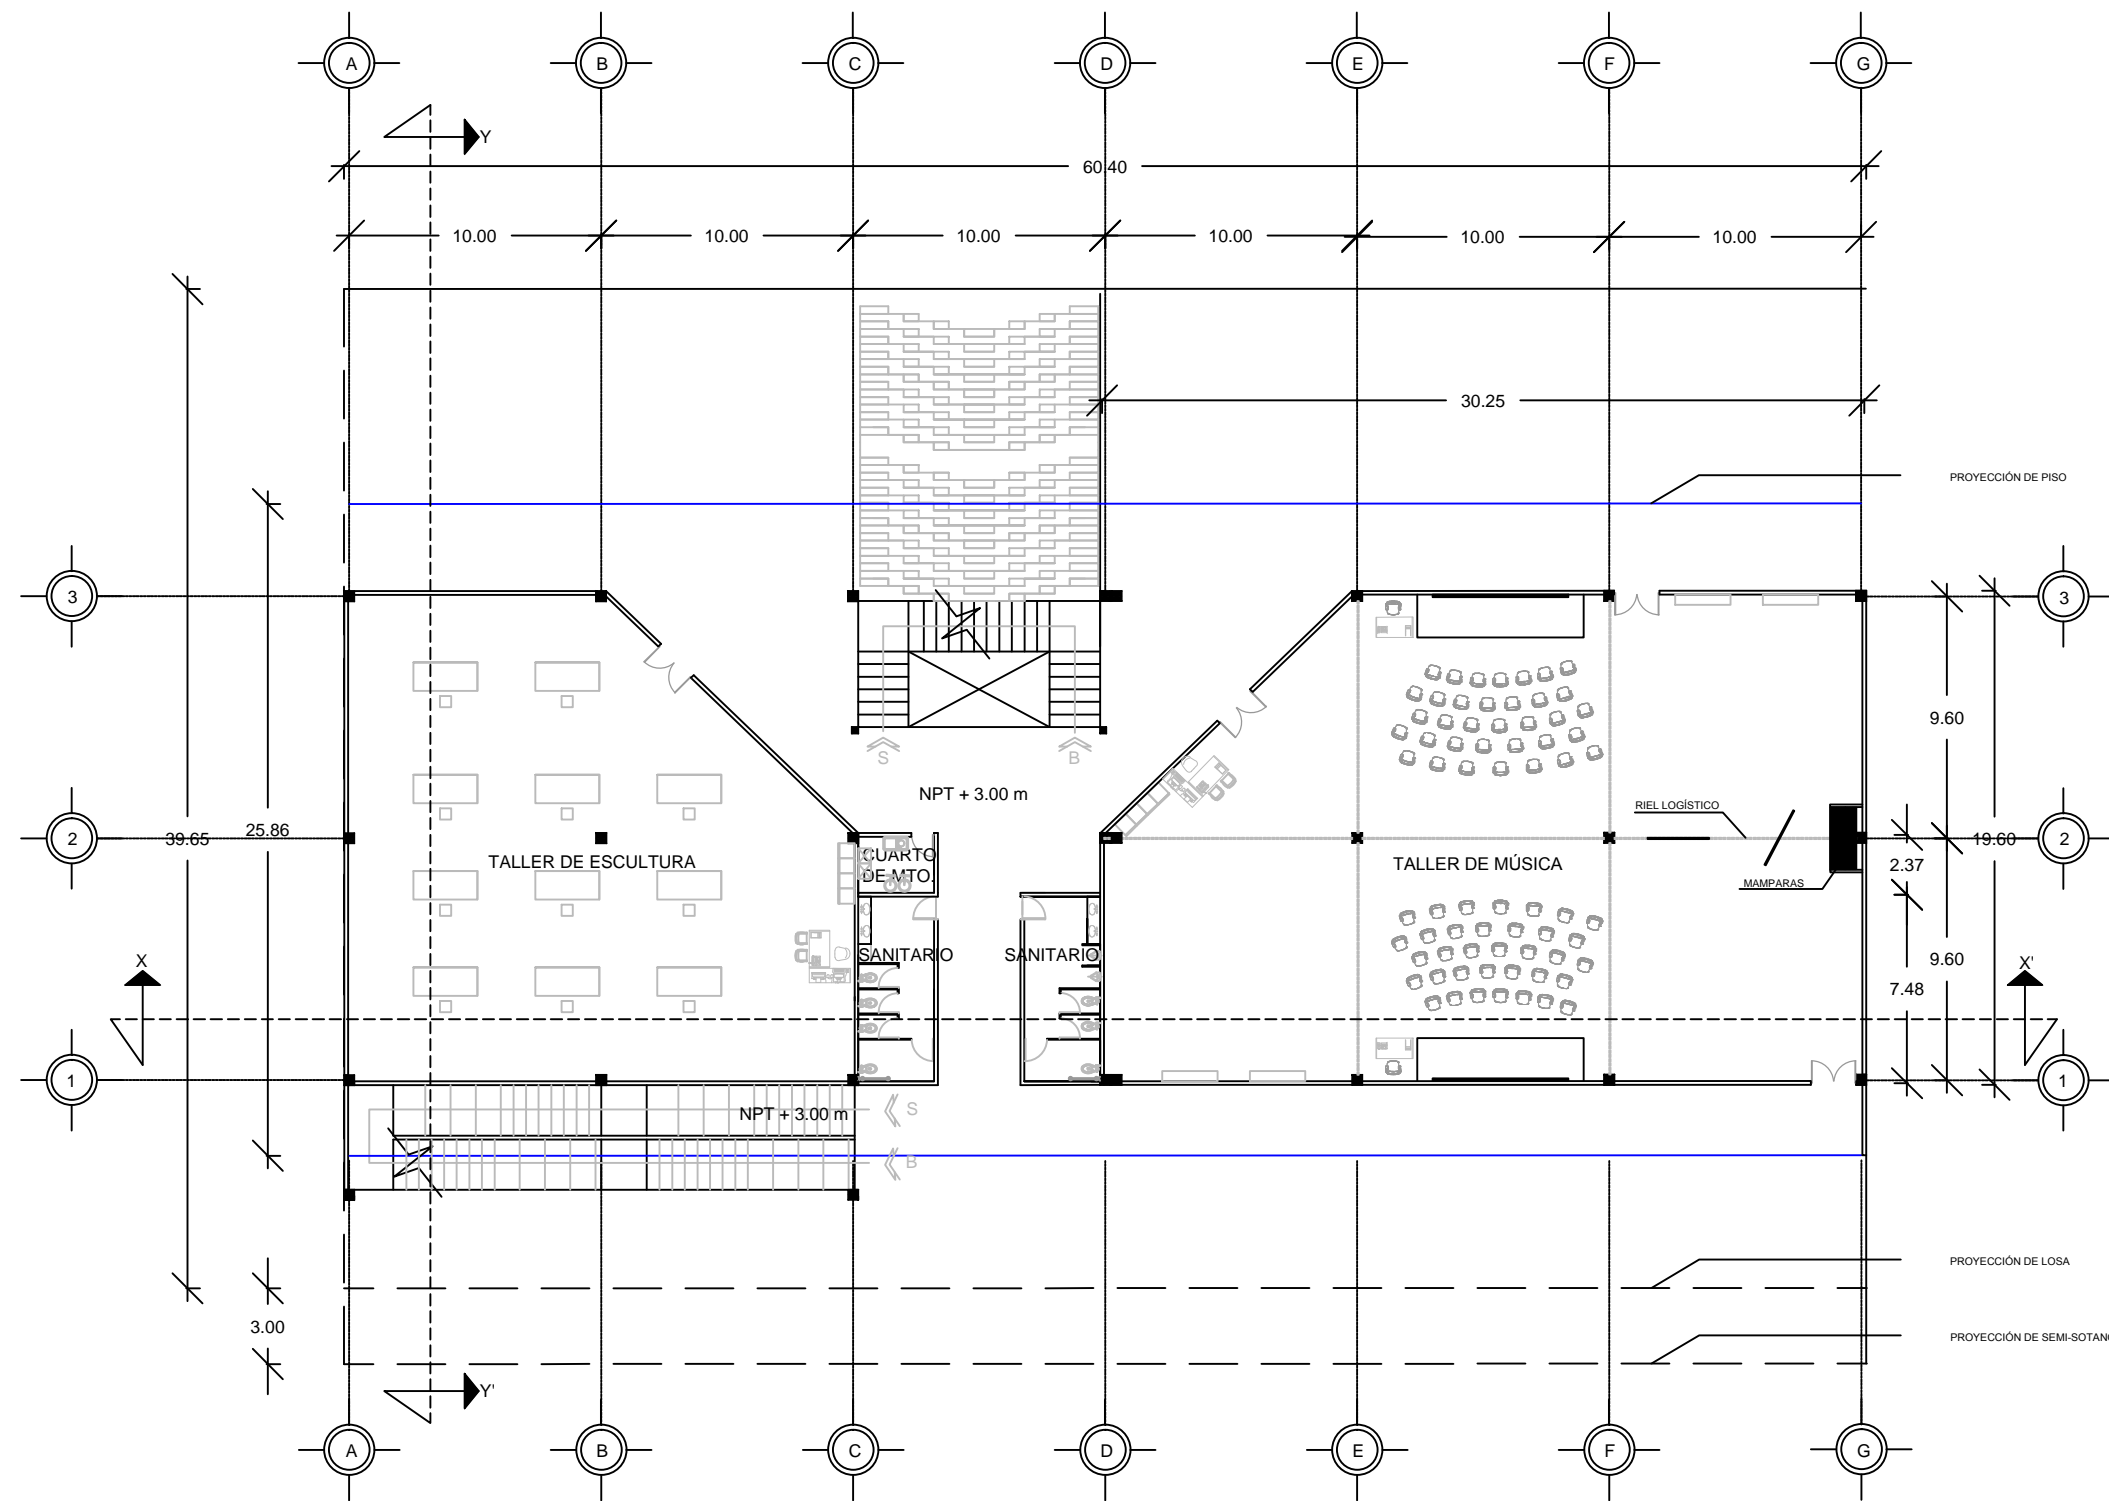 A B C D E F G
Y
60.40
10.00 10.00 10.00 10.00 10.00 10.00
30.25
PROYECCIÓN DE PISO
3 3
9.60
S B
NPT + 3.00 m
RIEL LOGÍSTICO
2 39.65 25.86 19.60 2
CUARTO
DE MTO.
TALLER DE ESCULTURA
TALLER DE MÚSICA
2.37
MAMPARAS
SANITARIO SANITARIO
X 9.60 X'
7.48
1 1
NPT + 3.00 m S
B
PROYECCIÓN DE LOSA
3.00
PROYECCIÓN DE SEMI-SOTANO
Y'
A B C D E F G